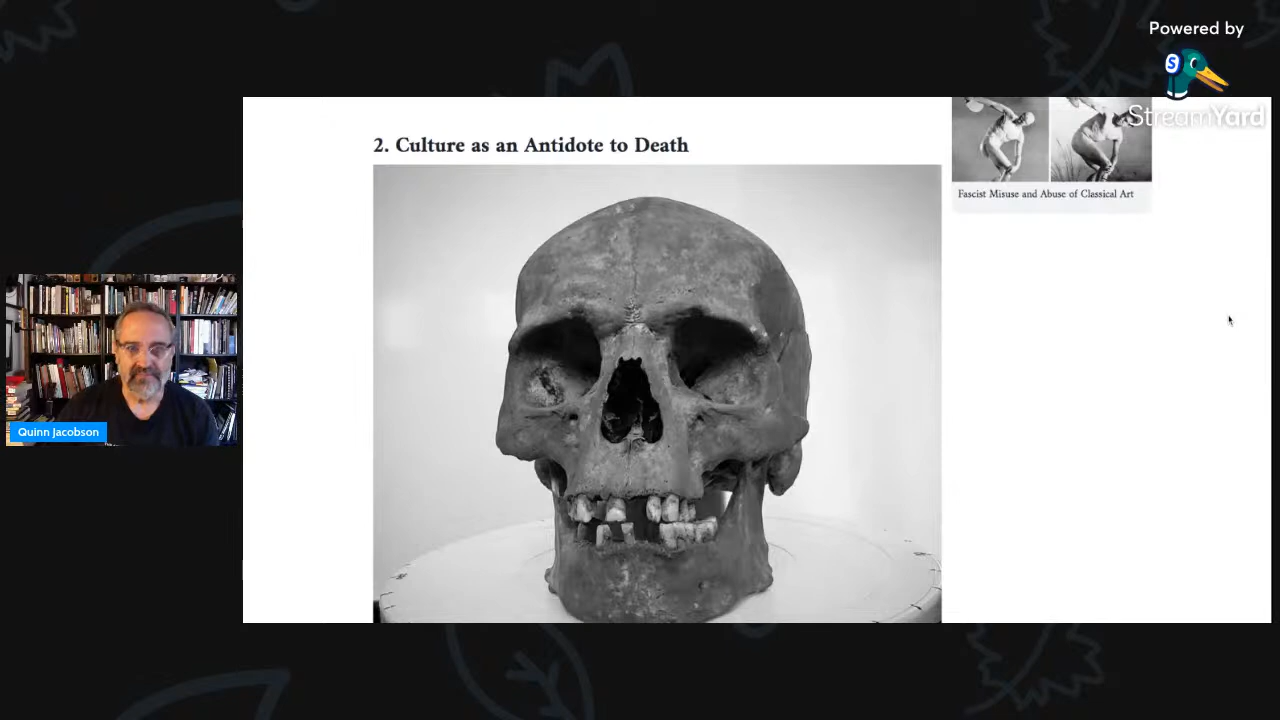 Powered by
StreamYard
2. Culture as an Antidote to Death
Fascist Misuse and Abuse of Classical Art
Quinn Jacobson